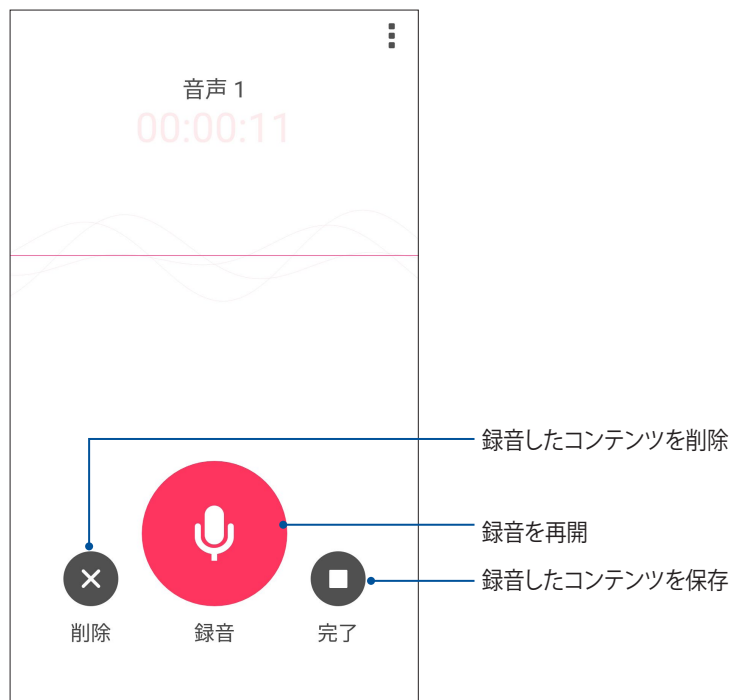 音声 1
00:00:11
録音したコンテンツを削除
録音を再開
録音したコンテンツを保存
削除
録音
完了